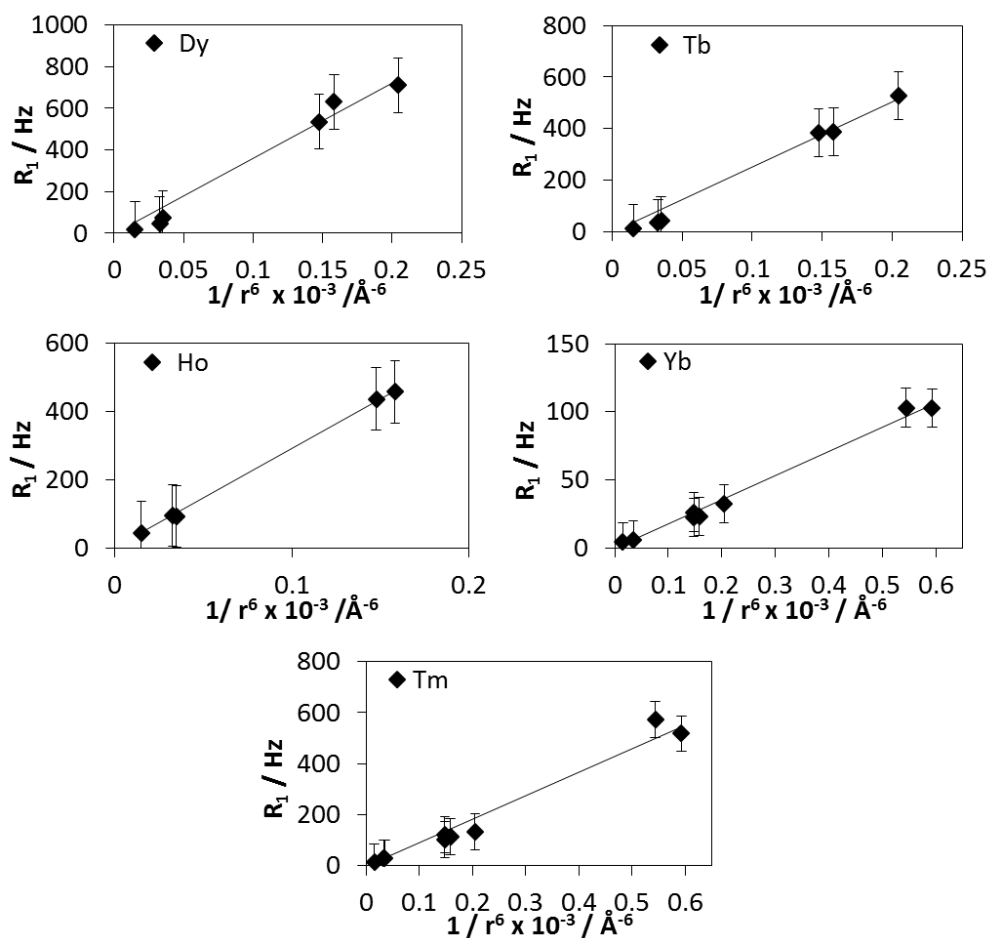 Dy
R₁ / Hz
1000
800
600
400
200
0
0 0.05 0.1 0.15 0.2 0.25
1/ r⁶ x 10⁻³ /Å⁻⁶
Tb
R₁ / Hz
800
600
400
200
0
0 0.05 0.1 0.15 0.2 0.25
1/ r⁶ x 10⁻³ /Å⁻⁶
Ho
R₁ / Hz
600
400
200
0
0 0.1 0.2
1/ r⁶ x 10⁻³ /Å⁻⁶
Yb
R₁ / Hz
150
100
50
0
0 0.1 0.2 0.3 0.4 0.5 0.6
1/ r⁶ x 10⁻³ / Å⁻⁶
Tm
R₁ / Hz
800
600
400
200
0
0 0.1 0.2 0.3 0.4 0.5 0.6
1/ r⁶ x 10⁻³ / Å⁻⁶